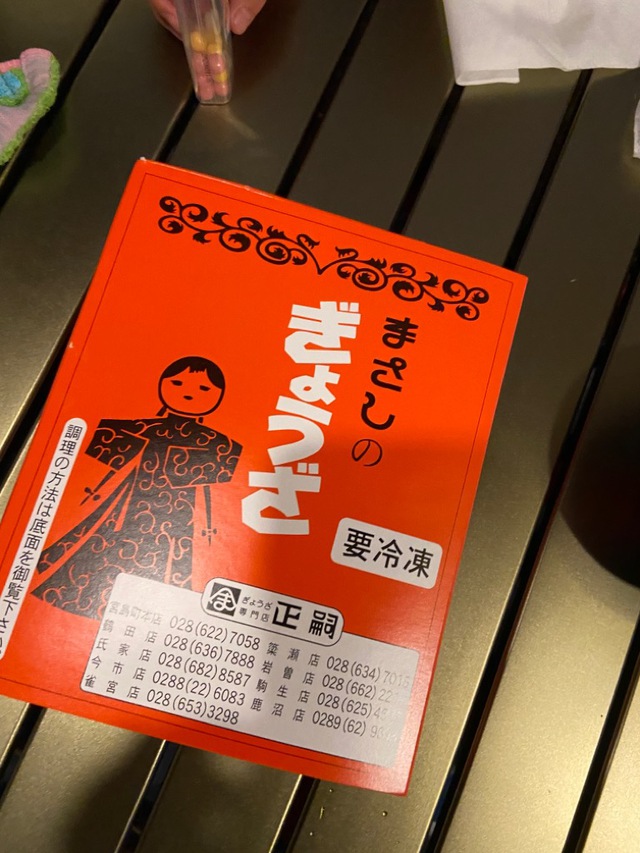 まさしの
ぎょうざ
要冷凍
調理の方法は底面を御覧下さい
ぎょうざ
専門店
正嗣
宮島町本店 028(622)7058
鶴田店 028(636)7888
氏家店 028(682)8587
今市店 0288(22)6083
雀宮店 028(653)3298
簗瀬店 028(634)
岩曽店 028(662)
駒生店 028(625)
鹿沼店 0289(62)